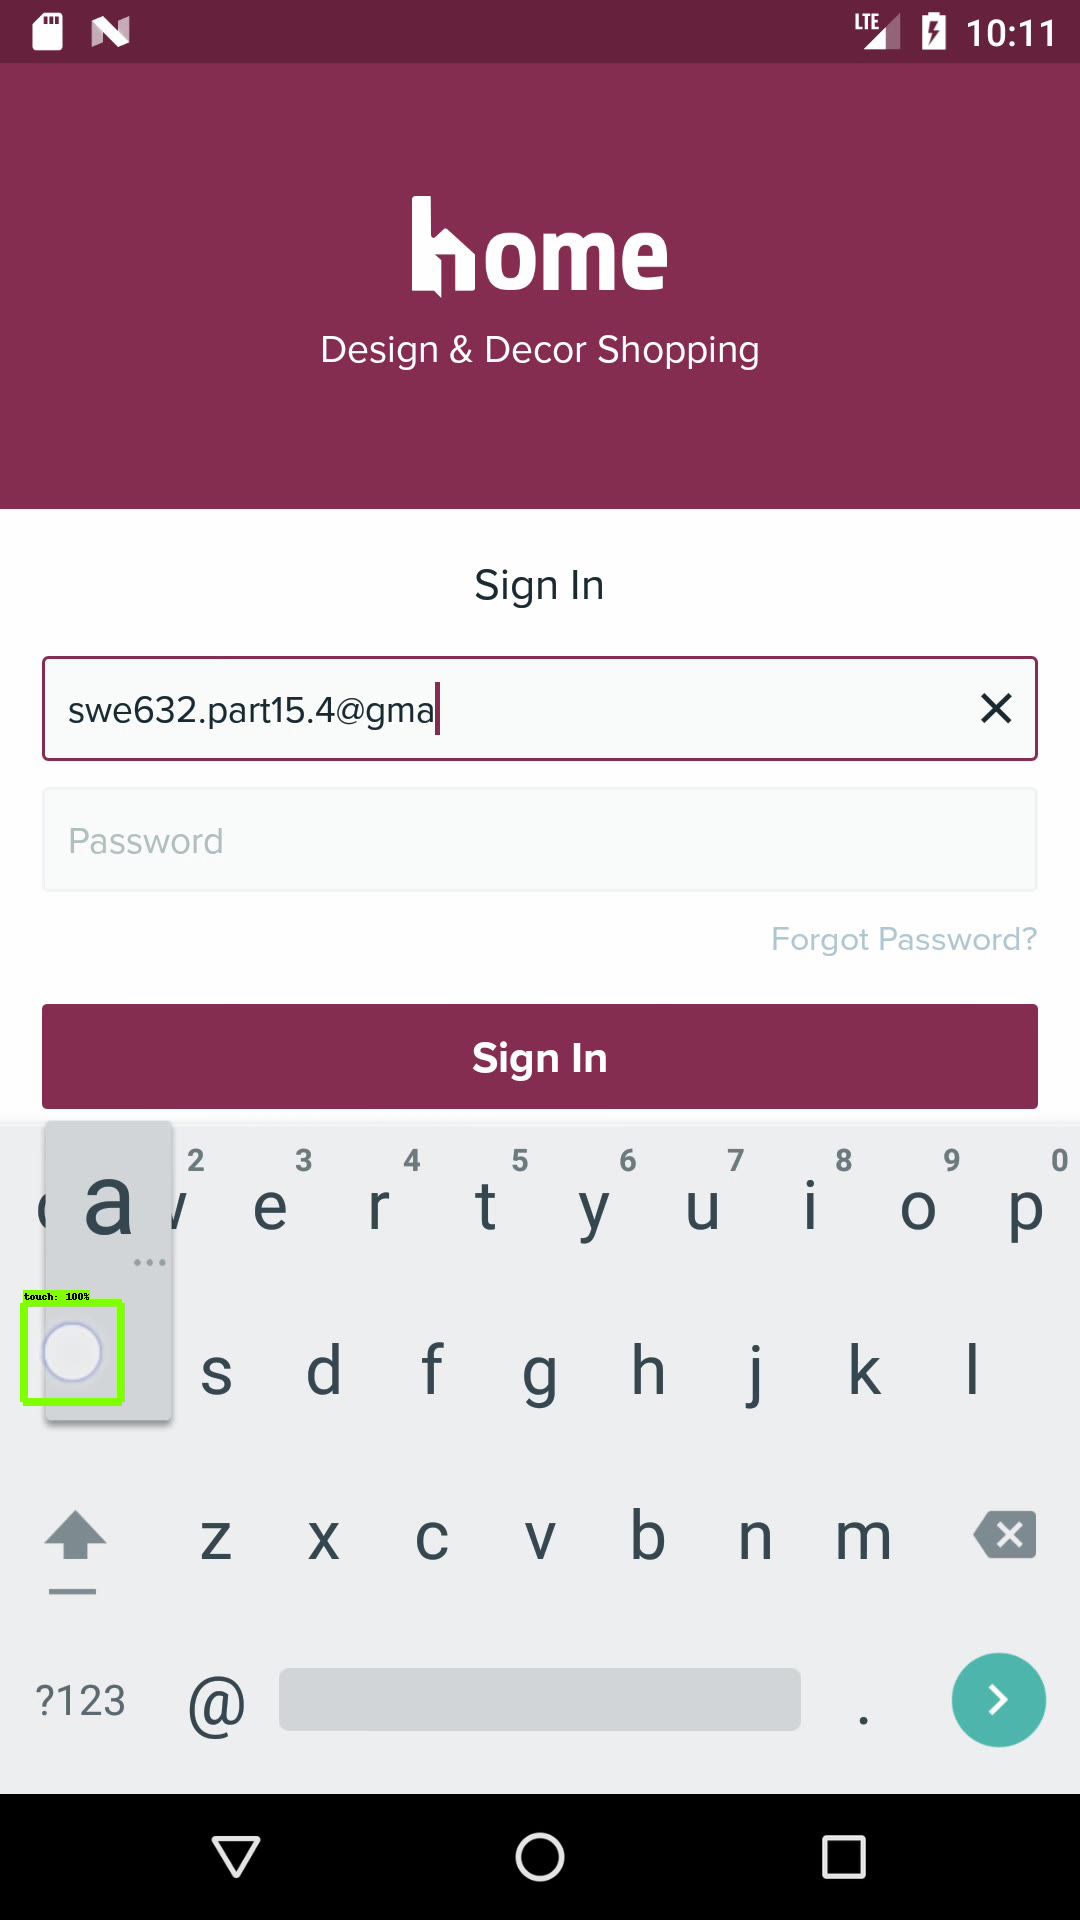 LTE 10:11
home
Design & Decor Shopping
Sign In
swe632.part15.4@gma
Password
Forgot Password?
Sign In
2 3 4 5 6 7 8 9 0
a e r t y u i o p
touch: 100%
s d f g h j k l
z x c v b n m
?123 @ .